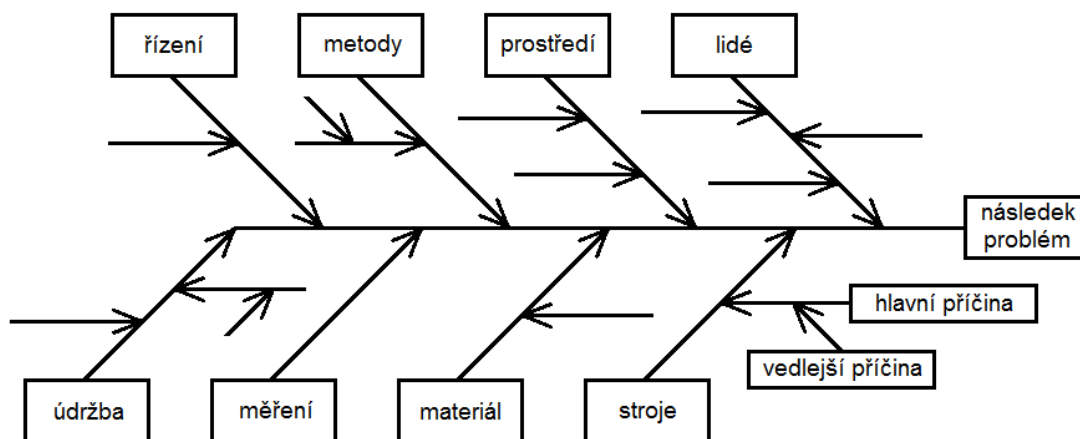 řízení
metody
prostředí
lidé
následek
problém
hlavní příčina
vedlejší příčina
údržba
měření
materiál
stroje